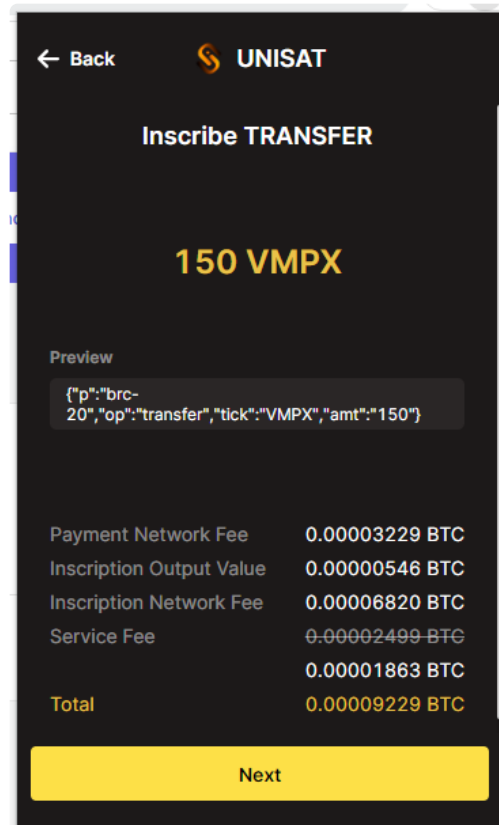 ← Back
UNISAT
Inscribe TRANSFER
150 VMPX
Preview
{"p":"brc-
20","op":"transfer","tick":"VMPX","amt":"150"}
Payment Network Fee 0.00003229 BTC
Inscription Output Value 0.00000546 BTC
Inscription Network Fee 0.00006820 BTC
Service Fee 0.00002499 BTC
0.00001863 BTC
Total 0.00009229 BTC
Next